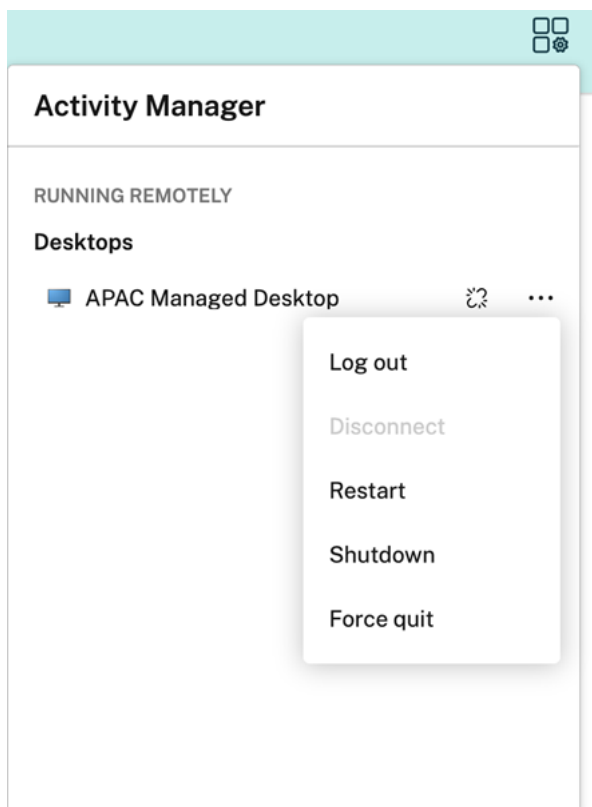 Activity Manager
RUNNING REMOTELY
Desktops
APAC Managed Desktop
Log out
Disconnect
Restart
Shutdown
Force quit